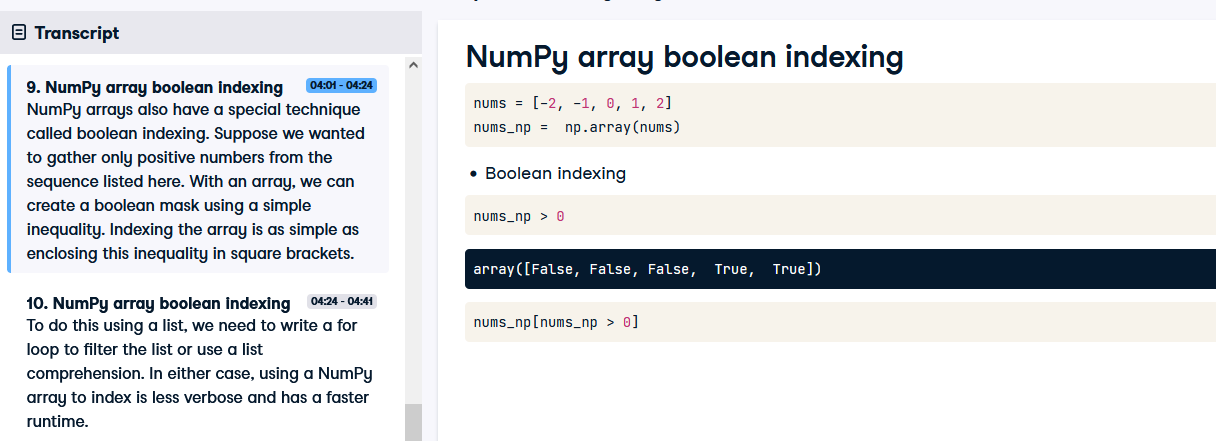 Transcript
9. NumPy array boolean indexing 04:01 - 04:24
NumPy arrays also have a special technique
called boolean indexing. Suppose we wanted
to gather only positive numbers from the
sequence listed here. With an array, we can
create a boolean mask using a simple
inequality. Indexing the array is as simple as
enclosing this inequality in square brackets.
10. NumPy array boolean indexing 04:24 - 04:41
To do this using a list, we need to write a for
loop to filter the list or use a list
comprehension. In either case, using a NumPy
array to index is less verbose and has a faster
runtime.
NumPy array boolean indexing
nums = [-2, -1, 0, 1, 2]
nums_np =  np.array(nums)
• Boolean indexing
nums_np > 0
array([False, False, False,  True,  True])
nums_np[nums_np > 0]